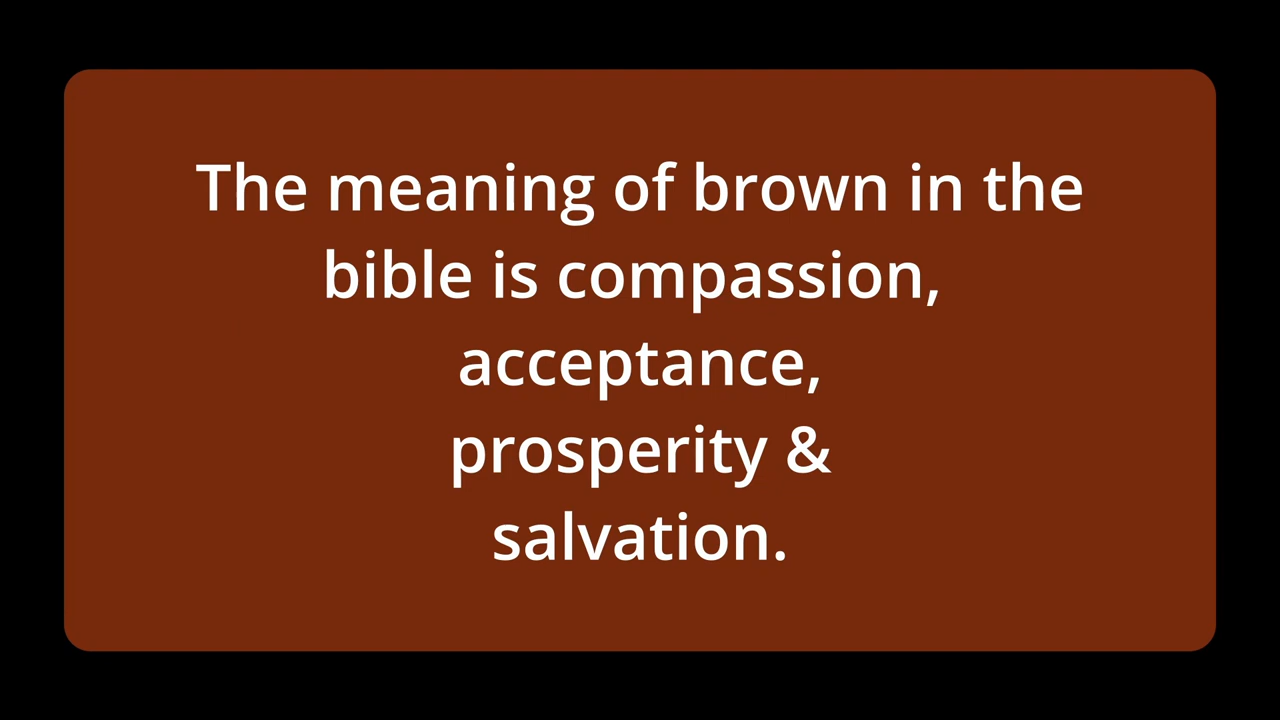 The meaning of brown in the
bible is compassion,
acceptance,
prosperity &
salvation.